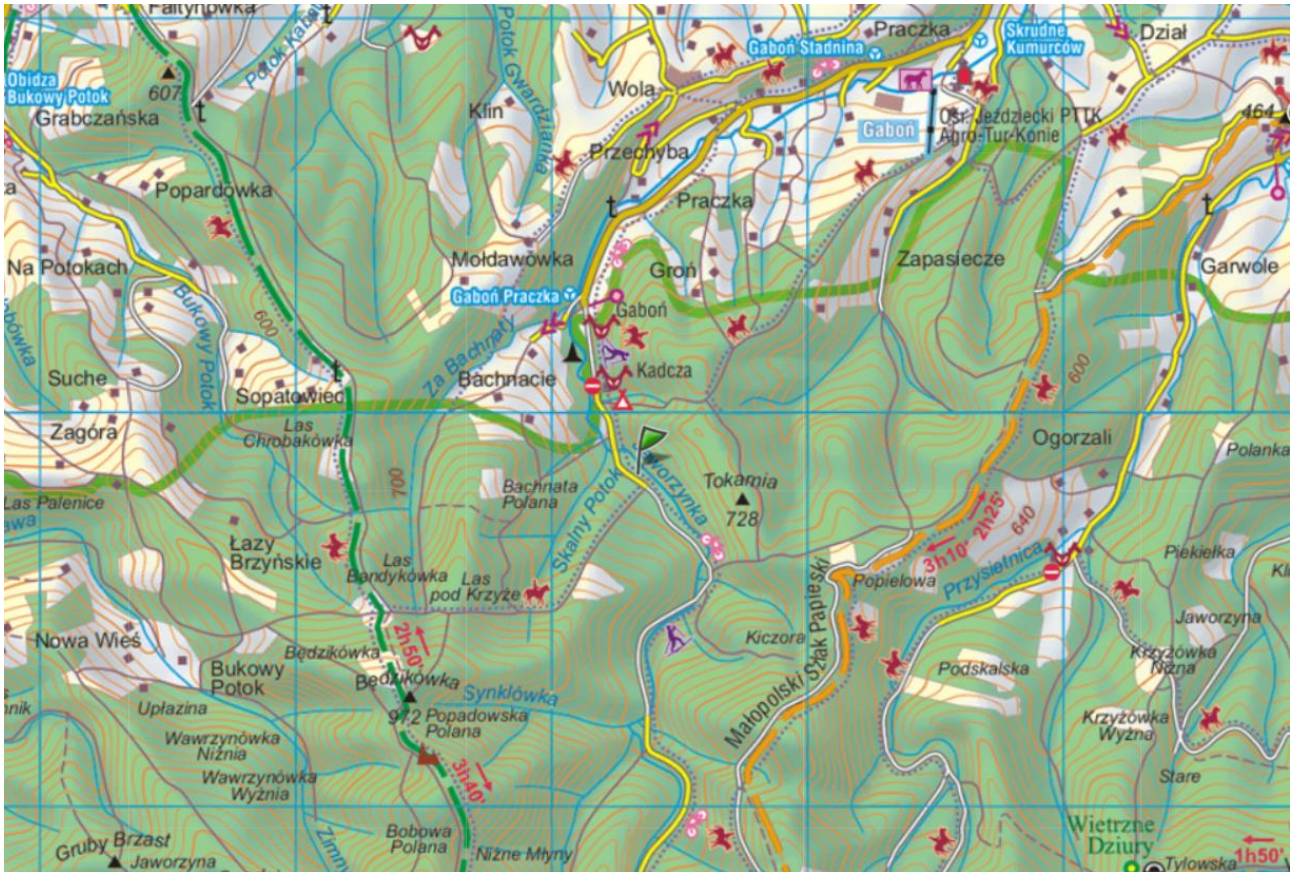 Fałtynówka
t
Potok Gwardzianka
Praczka
Skrudne
Kumurców
Dział
Gaboń Stadnina
Obidza
Bukowy Potok
607
t
Grabczańska
Klin
Wola
464
Ośr. Jeździecki PTTK
Agro-Tur-Konie
Gaboń
Przechyba
Popardówka
Praczka
t
t
Na Potokach
Mołdawówka
Groń
Zapasiecze
Garwole
Bukowy Potok
600
Gaboń Praczka
Gaboń
Za Bachnaty
Suche
Sopatowiec
t
Bachnacie
Kadcza
600
Zagóra
Las
Chrobakówka
Ogorzali
Polanka
Las Palenice
700
Bachnata
Polana
Skalny Potok
Jaworzynka
Tokarnia
728
3h10' 2h25'
640
Łazy
Brzyńskie
Las
Bandykówka
Las
pod Krzyże
Popielowa
Przysietnica
Piekiełka
Nowa Wieś
2h50'
Kiczora
Małopolski Szlak Papieski
Jaworzyna
Będzikówka
Bukowy
Potok
Będzikówka
Synklówka
Podskalska
Krzyżówka
Niżna
Upłazina
972
Popadowska
Polana
Krzyżówka
Wyżna
Wawrzynówka
Niżnia
3h40'
Wawrzynówka
Wyżnia
Stare
Gruby Brzast
Jaworzyna
Zimny
Bobowa
Polana
Niżne Młyny
Wietrzne
Dziury
Tylowska
1h50'